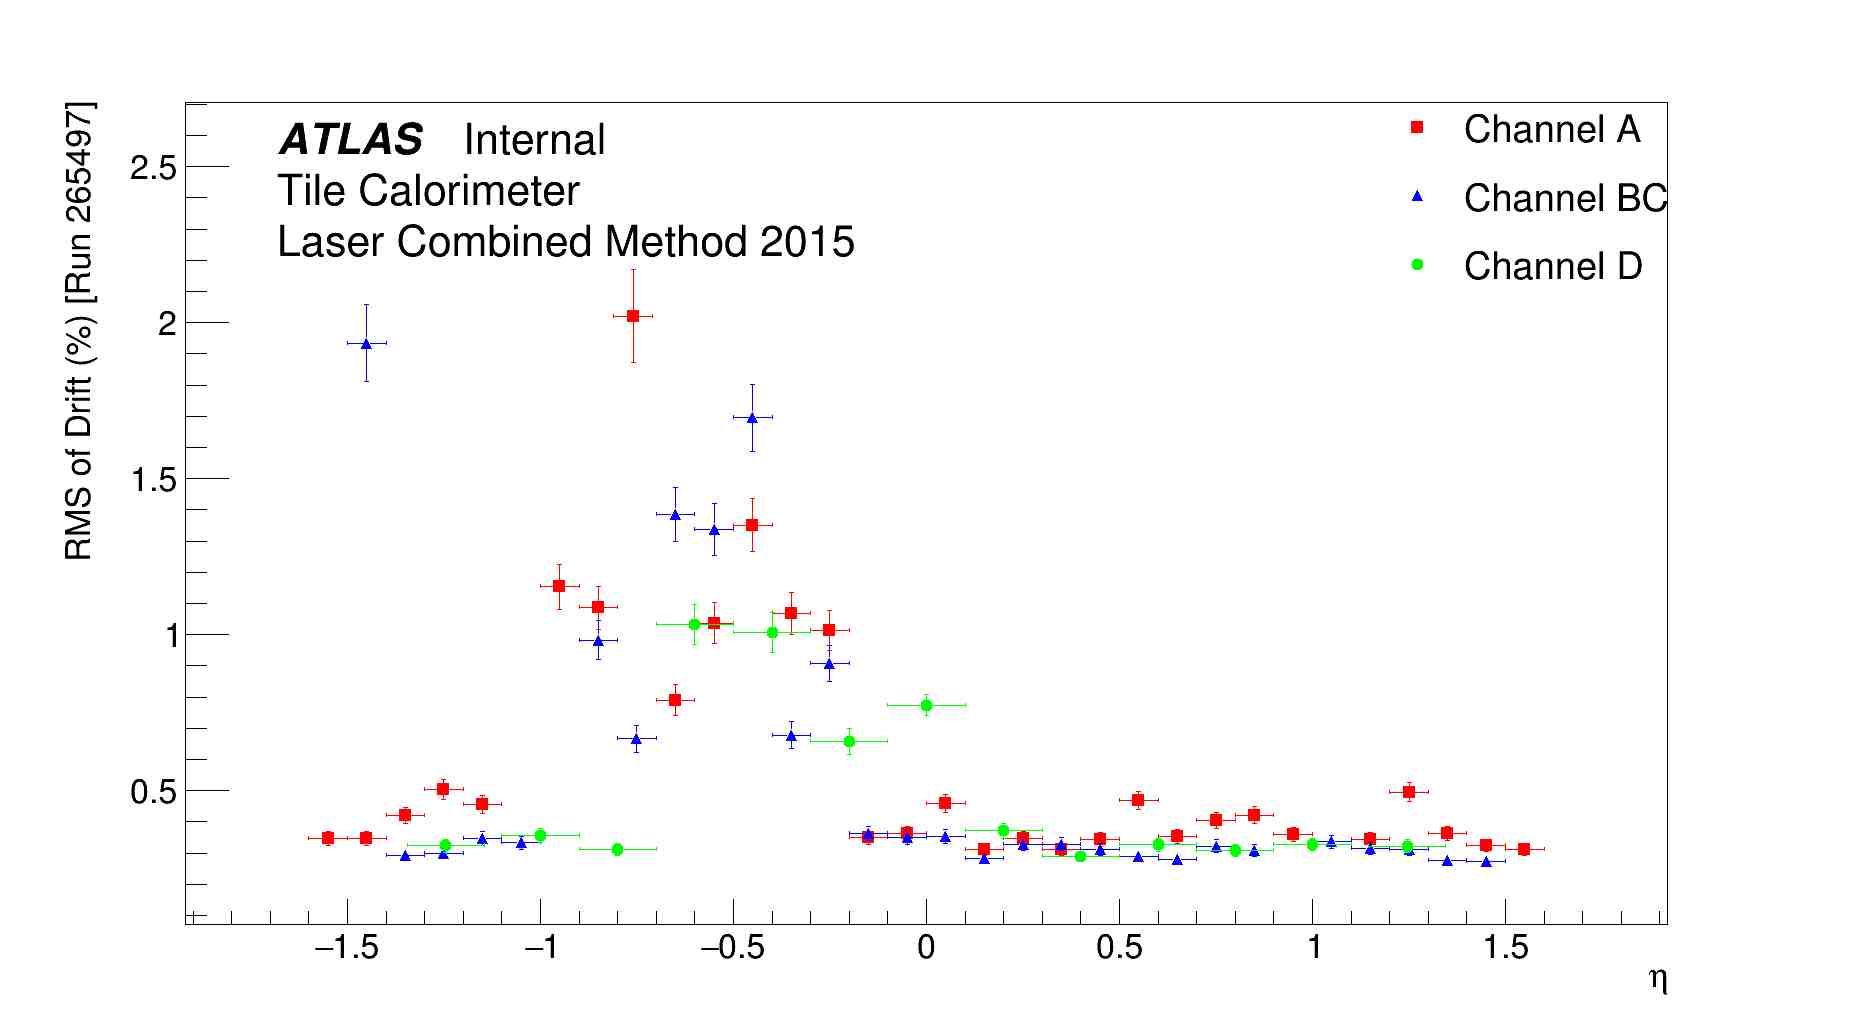 ATLAS Internal
Tile Calorimeter
Laser Combined Method 2015
Channel A
Channel BC
Channel D
RMS of Drift (%) [Run 265497]
2.5
2
1.5
1
0.5
−1.5 −1 −0.5 0 0.5 1 1.5
η